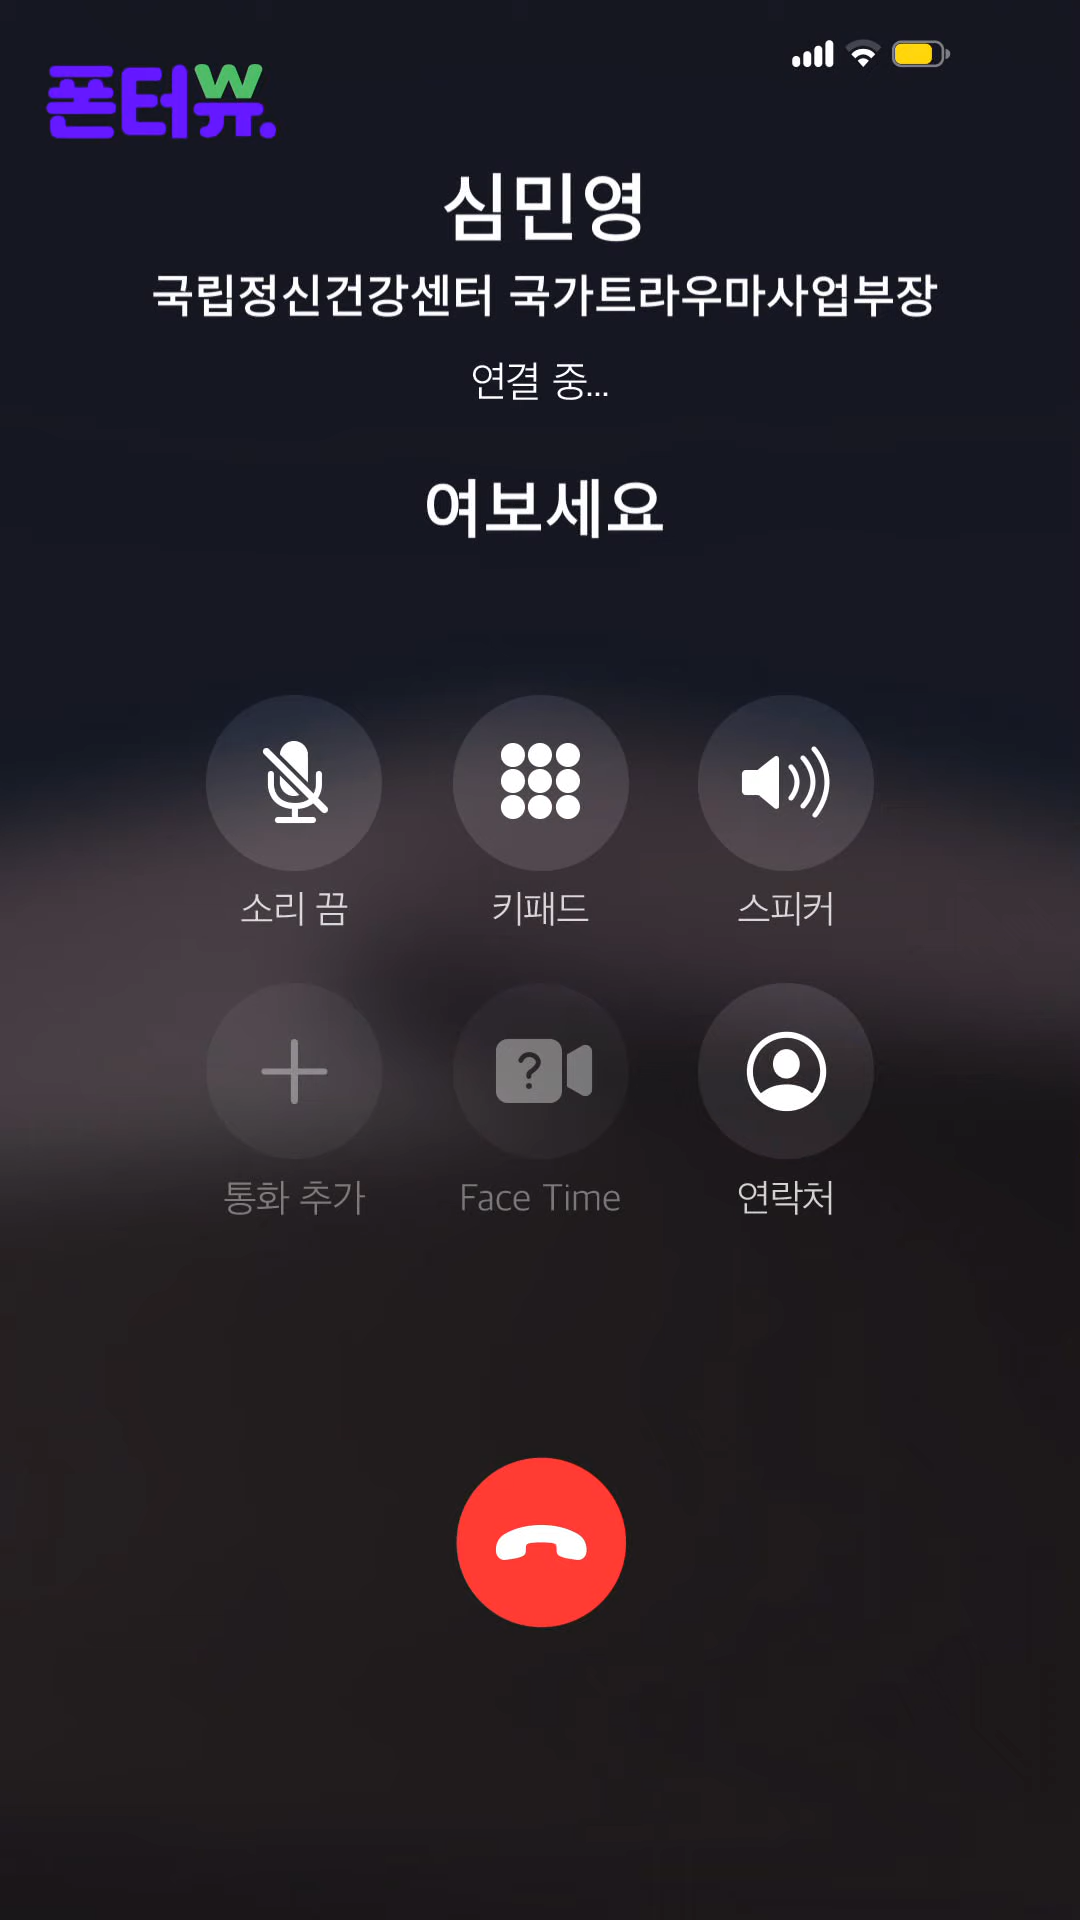 폰터뷰.
심민영
국립정신건강센터 국가트라우마사업부장
연결 중...
여보세요
소리 끔
키패드
스피커
?
통화 추가
Face Time
연락처